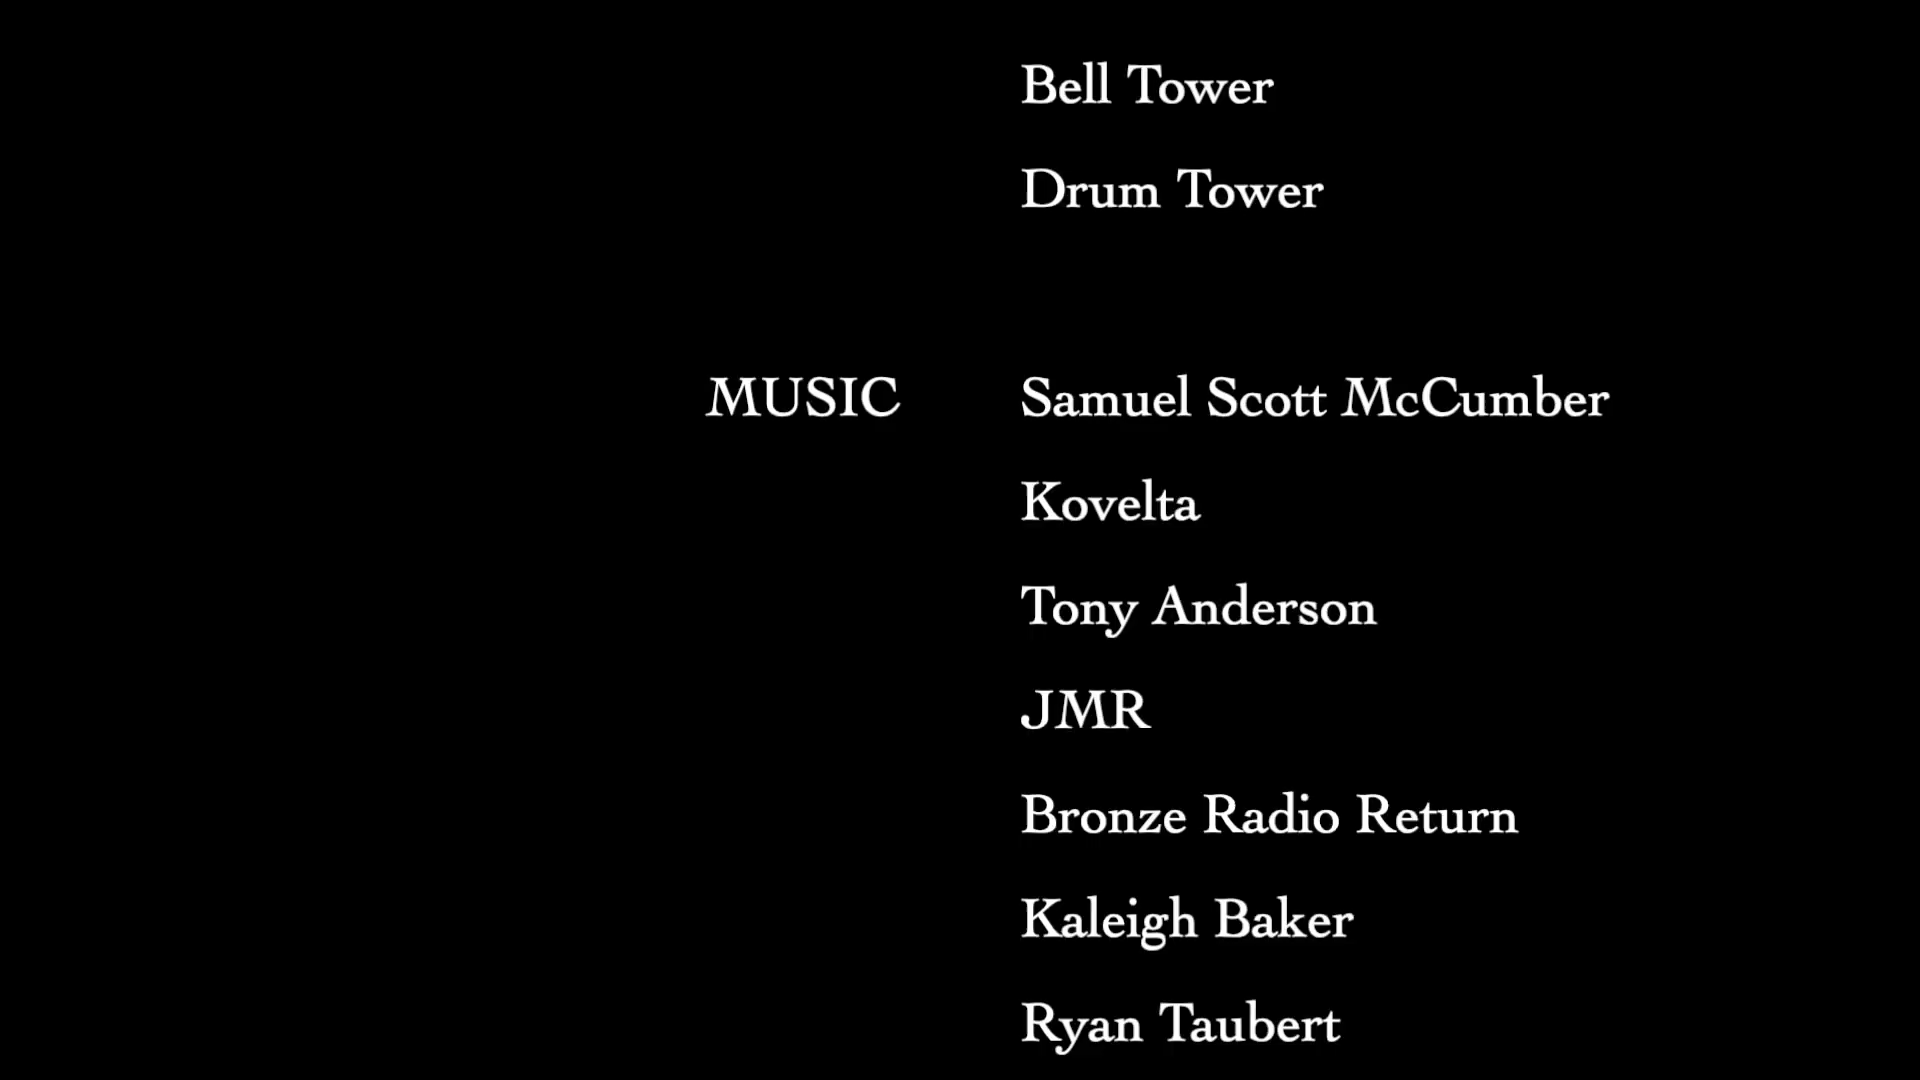 Bell Tower
Drum Tower
MUSIC Samuel Scott McCumber
Kovelta
Tony Anderson
JMR
Bronze Radio Return
Kaleigh Baker
Ryan Taubert